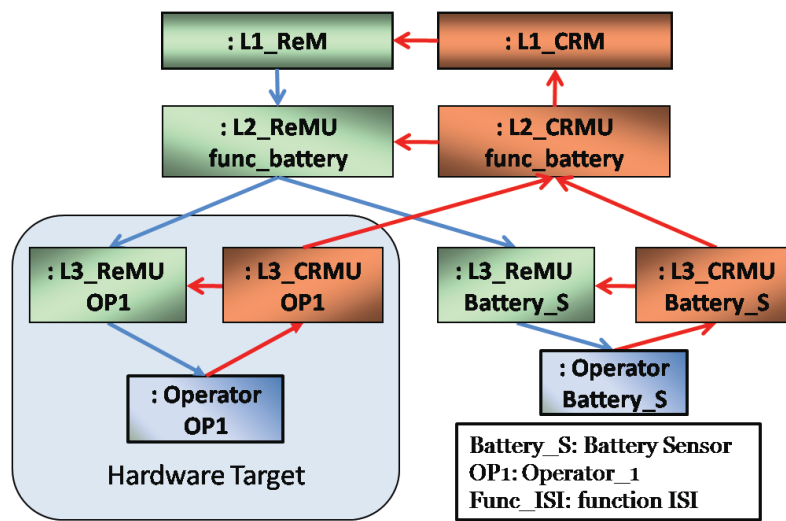 : L1_ReM
: L1_CRM
: L2_ReMU
func_battery
: L2_CRMU
func_battery
: L3_ReMU
OP1
: L3_CRMU
OP1
: L3_ReMU
Battery_S
: L3_CRMU
Battery_S
: Operator
OP1
: Operator
Battery_S
Hardware Target
Battery_S: Battery Sensor
OP1: Operator_1
Func_ISI: function ISI